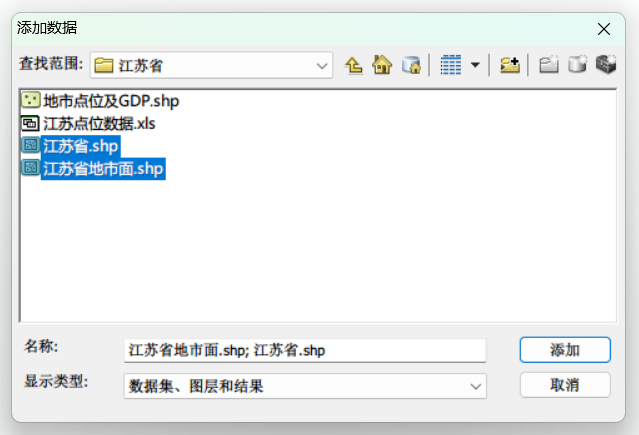 添加数据
查找范围: 江苏省
地市点位及GDP.shp
江苏点位数据.xls
江苏省.shp
江苏省地市面.shp
名称: 江苏省地市面.shp; 江苏省.shp 添加
显示类型: 数据集、图层和结果 取消